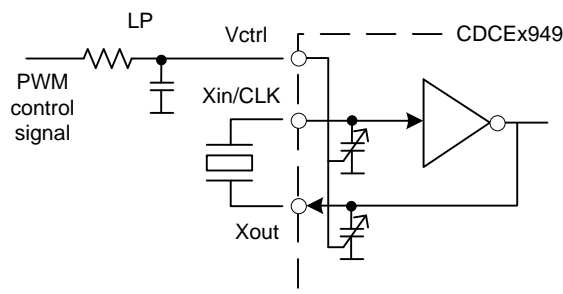 LP
Vctrl
CDCEx949
PWM
control
signal
Xin/CLK
Xout